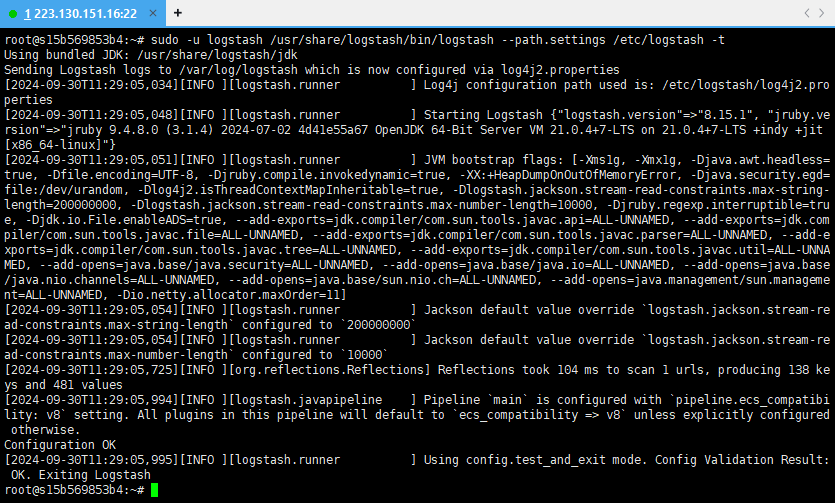 1 223.130.151.16:22 × +
root@s15b569853b4:~# sudo -u logstash /usr/share/logstash/bin/logstash --path.settings /etc/logstash -t
Using bundled JDK: /usr/share/logstash/jdk
Sending Logstash logs to /var/log/logstash which is now configured via log4j2.properties
[2024-09-30T11:29:05,034][INFO ][logstash.runner          ] Log4j configuration path used is: /etc/logstash/log4j2.pro
perties
[2024-09-30T11:29:05,048][INFO ][logstash.runner          ] Starting Logstash {"logstash.version"=>"8.15.1", "jruby.ve
rsion"=>"jruby 9.4.8.0 (3.1.4) 2024-07-02 4d41e55a67 OpenJDK 64-Bit Server VM 21.0.4+7-LTS on 21.0.4+7-LTS +indy +jit
[x86_64-linux]"}
[2024-09-30T11:29:05,051][INFO ][logstash.runner          ] JVM bootstrap flags: [-Xms1g, -Xmx1g, -Djava.awt.headless=
true, -Dfile.encoding=UTF-8, -Djruby.compile.invokedynamic=true, -XX:+HeapDumpOnOutOfMemoryError, -Djava.security.egd=
file:/dev/urandom, -Dlog4j2.isThreadContextMapInheritable=true, -Dlogstash.jackson.stream-read-constraints.max-string-
length=200000000, -Dlogstash.jackson.stream-read-constraints.max-number-length=10000, -Djruby.regexp.interruptible=tru
e, -Djdk.io.File.enableADS=true, --add-exports=jdk.compiler/com.sun.tools.javac.api=ALL-UNNAMED, --add-exports=jdk.com
piler/com.sun.tools.javac.file=ALL-UNNAMED, --add-exports=jdk.compiler/com.sun.tools.javac.parser=ALL-UNNAMED, --add-e
xports=jdk.compiler/com.sun.tools.javac.tree=ALL-UNNAMED, --add-exports=jdk.compiler/com.sun.tools.javac.util=ALL-UNNA
MED, --add-opens=java.base/java.security=ALL-UNNAMED, --add-opens=java.base/java.io=ALL-UNNAMED, --add-opens=java.base
/java.nio.channels=ALL-UNNAMED, --add-opens=java.base/sun.nio.ch=ALL-UNNAMED, --add-opens=java.management/sun.manageme
nt=ALL-UNNAMED, -Dio.netty.allocator.maxOrder=11]
[2024-09-30T11:29:05,054][INFO ][logstash.runner          ] Jackson default value override `logstash.jackson.stream-re
ad-constraints.max-string-length` configured to `200000000`
[2024-09-30T11:29:05,054][INFO ][logstash.runner          ] Jackson default value override `logstash.jackson.stream-re
ad-constraints.max-number-length` configured to `10000`
[2024-09-30T11:29:05,725][INFO ][org.reflections.Reflections] Reflections took 104 ms to scan 1 urls, producing 138 ke
ys and 481 values
[2024-09-30T11:29:05,994][INFO ][logstash.javapipeline    ] Pipeline `main` is configured with `pipeline.ecs_compatibi
lity: v8` setting. All plugins in this pipeline will default to `ecs_compatibility => v8` unless explicitly configured
 otherwise.
Configuration OK
[2024-09-30T11:29:05,995][INFO ][logstash.runner          ] Using config.test_and_exit mode. Config Validation Result:
 OK. Exiting Logstash
root@s15b569853b4:~#